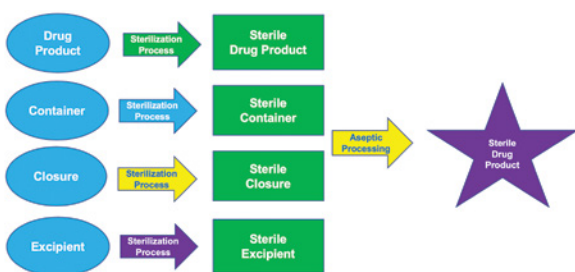 Drug
Product
Sterilization
Process
Sterile
Drug Product
Container
Sterilization
Process
Sterile
Container
Aseptic
Processing
Sterile
Drug
Product
Closure
Sterilization
Process
Sterile
Closure
Excipient
Sterilization
Process
Sterile
Excipient